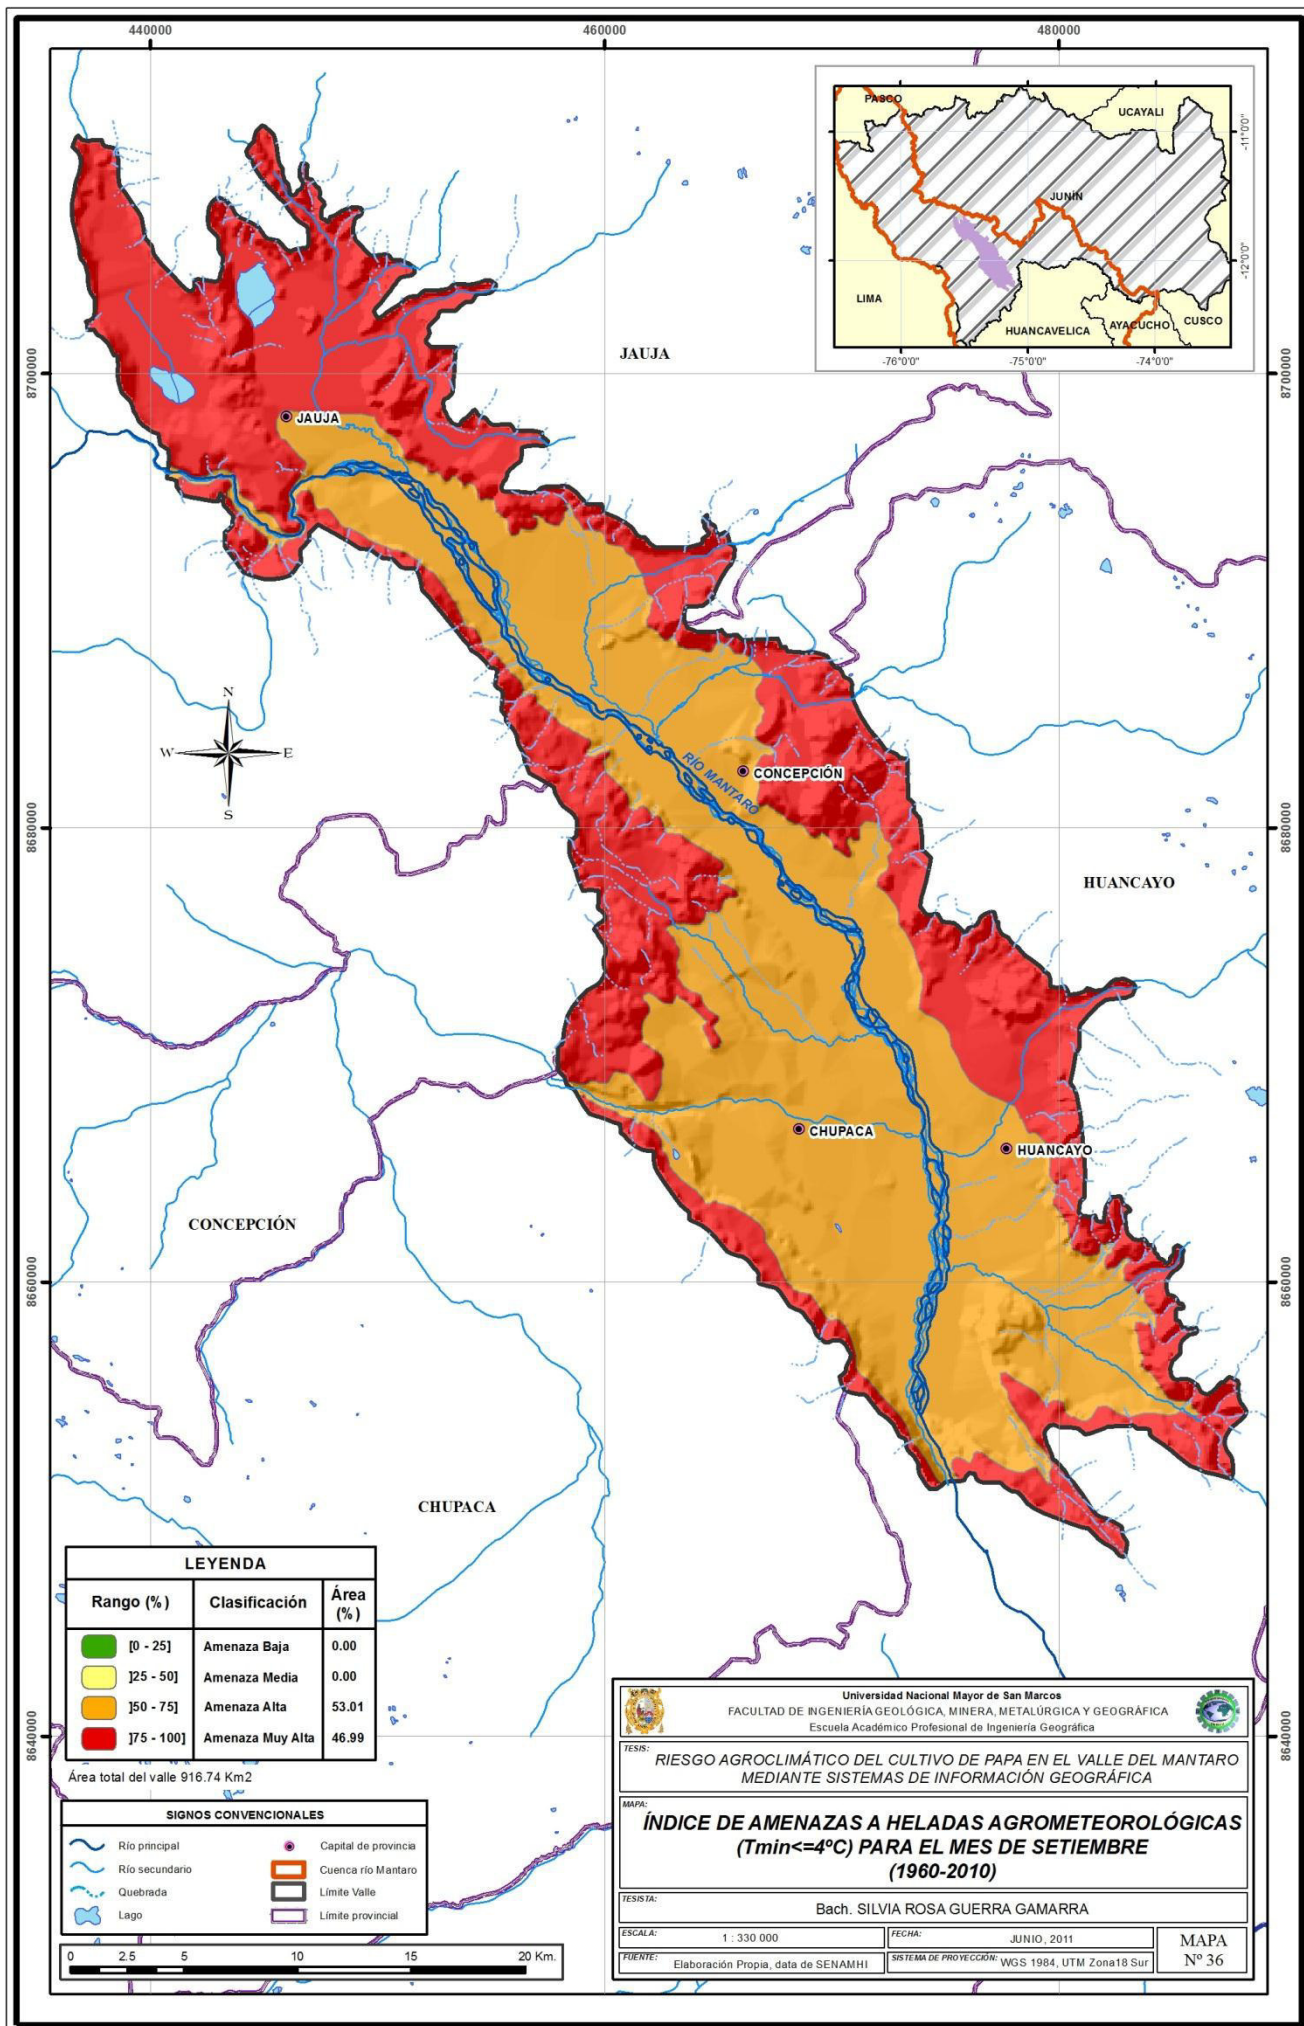 440000
460000
480000
PASCO
UCAYALI
JUNÍN
LIMA
HUANCAVELICA
AYACUCHO
CUSCO
-11°0'0"
-12°0'0"
-76°0'0"
-75°0'0"
-74°0'0"
8700000
8700000
JAUJA
JAUJA
N
W
E
S
RÍO MANTARO
CONCEPCIÓN
8680000
8680000
HUANCAYO
CHUPACA
HUANCAYO
CONCEPCIÓN
8660000
8660000
CHUPACA
8640000
8640000
LEYENDA
Rango (%) Clasificación Área (%)
[0 - 25] Amenaza Baja 0.00
]25 - 50] Amenaza Media 0.00
]50 - 75] Amenaza Alta 53.01
]75 - 100] Amenaza Muy Alta 46.99
Área total del valle 916.74 Km2
SIGNOS CONVENCIONALES
Río principal
Río secundario
Quebrada
Lago
Capital de provincia
Cuenca río Mantaro
Límite Valle
Límite provincial
0 2.5 5 10 15 20 Km.
Universidad Nacional Mayor de San Marcos
FACULTAD DE INGENIERÍA GEOLÓGICA, MINERA, METALÚRGICA Y GEOGRÁFICA
Escuela Académico Profesional de Ingeniería Geográfica
TESIS:
RIESGO AGROCLIMÁTICO DEL CULTIVO DE PAPA EN EL VALLE DEL MANTARO
MEDIANTE SISTEMAS DE INFORMACIÓN GEOGRÁFICA
MAPA:
ÍNDICE DE AMENAZAS A HELADAS AGROMETEOROLÓGICAS
(Tmin<=4ºC) PARA EL MES DE SETIEMBRE
(1960-2010)
TESISTA:
Bach. SILVIA ROSA GUERRA GAMARRA
ESCALA: 1 : 330 000
FECHA: JUNIO, 2011
FUENTE: Elaboración Propia, data de SENAMHI
SISTEMA DE PROYECCIÓN: WGS 1984, UTM Zona18 Sur
MAPA
Nº 36